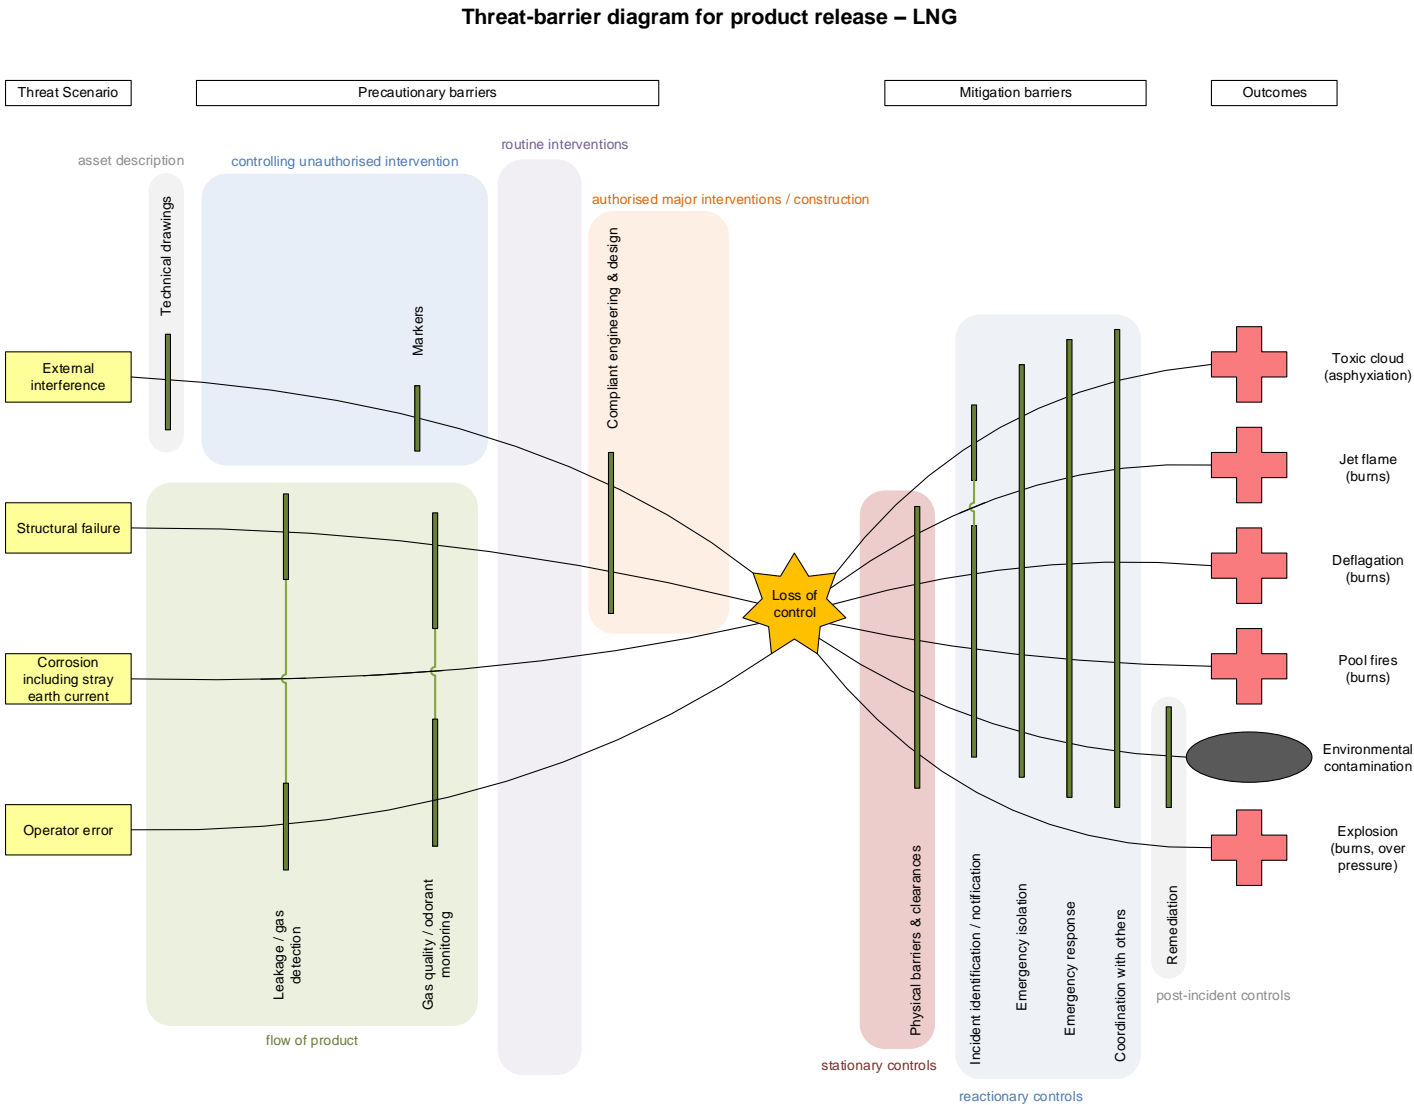 Threat-barrier diagram for product release – LNG
Threat Scenario
Precautionary barriers
Mitigation barriers
Outcomes
routine interventions
asset description
controlling unauthorised intervention
authorised major interventions / construction
Technical drawings
Markers
Compliant engineering & design
External
interference
Structural failure
Corrosion
including stray
earth current
Operator error
Loss of
control
Toxic cloud
(asphyxiation)
Jet flame
(burns)
Deflagation
(burns)
Pool fires
(burns)
Environmental
contamination
Explosion
(burns, over
pressure)
Leakage / gas
detection
Gas quality / odorant
monitoring
Physical barriers & clearances
Incident identification / notification
Emergency isolation
Emergency response
Coordination with others
Remediation
post-incident controls
flow of product
stationary controls
reactionary controls